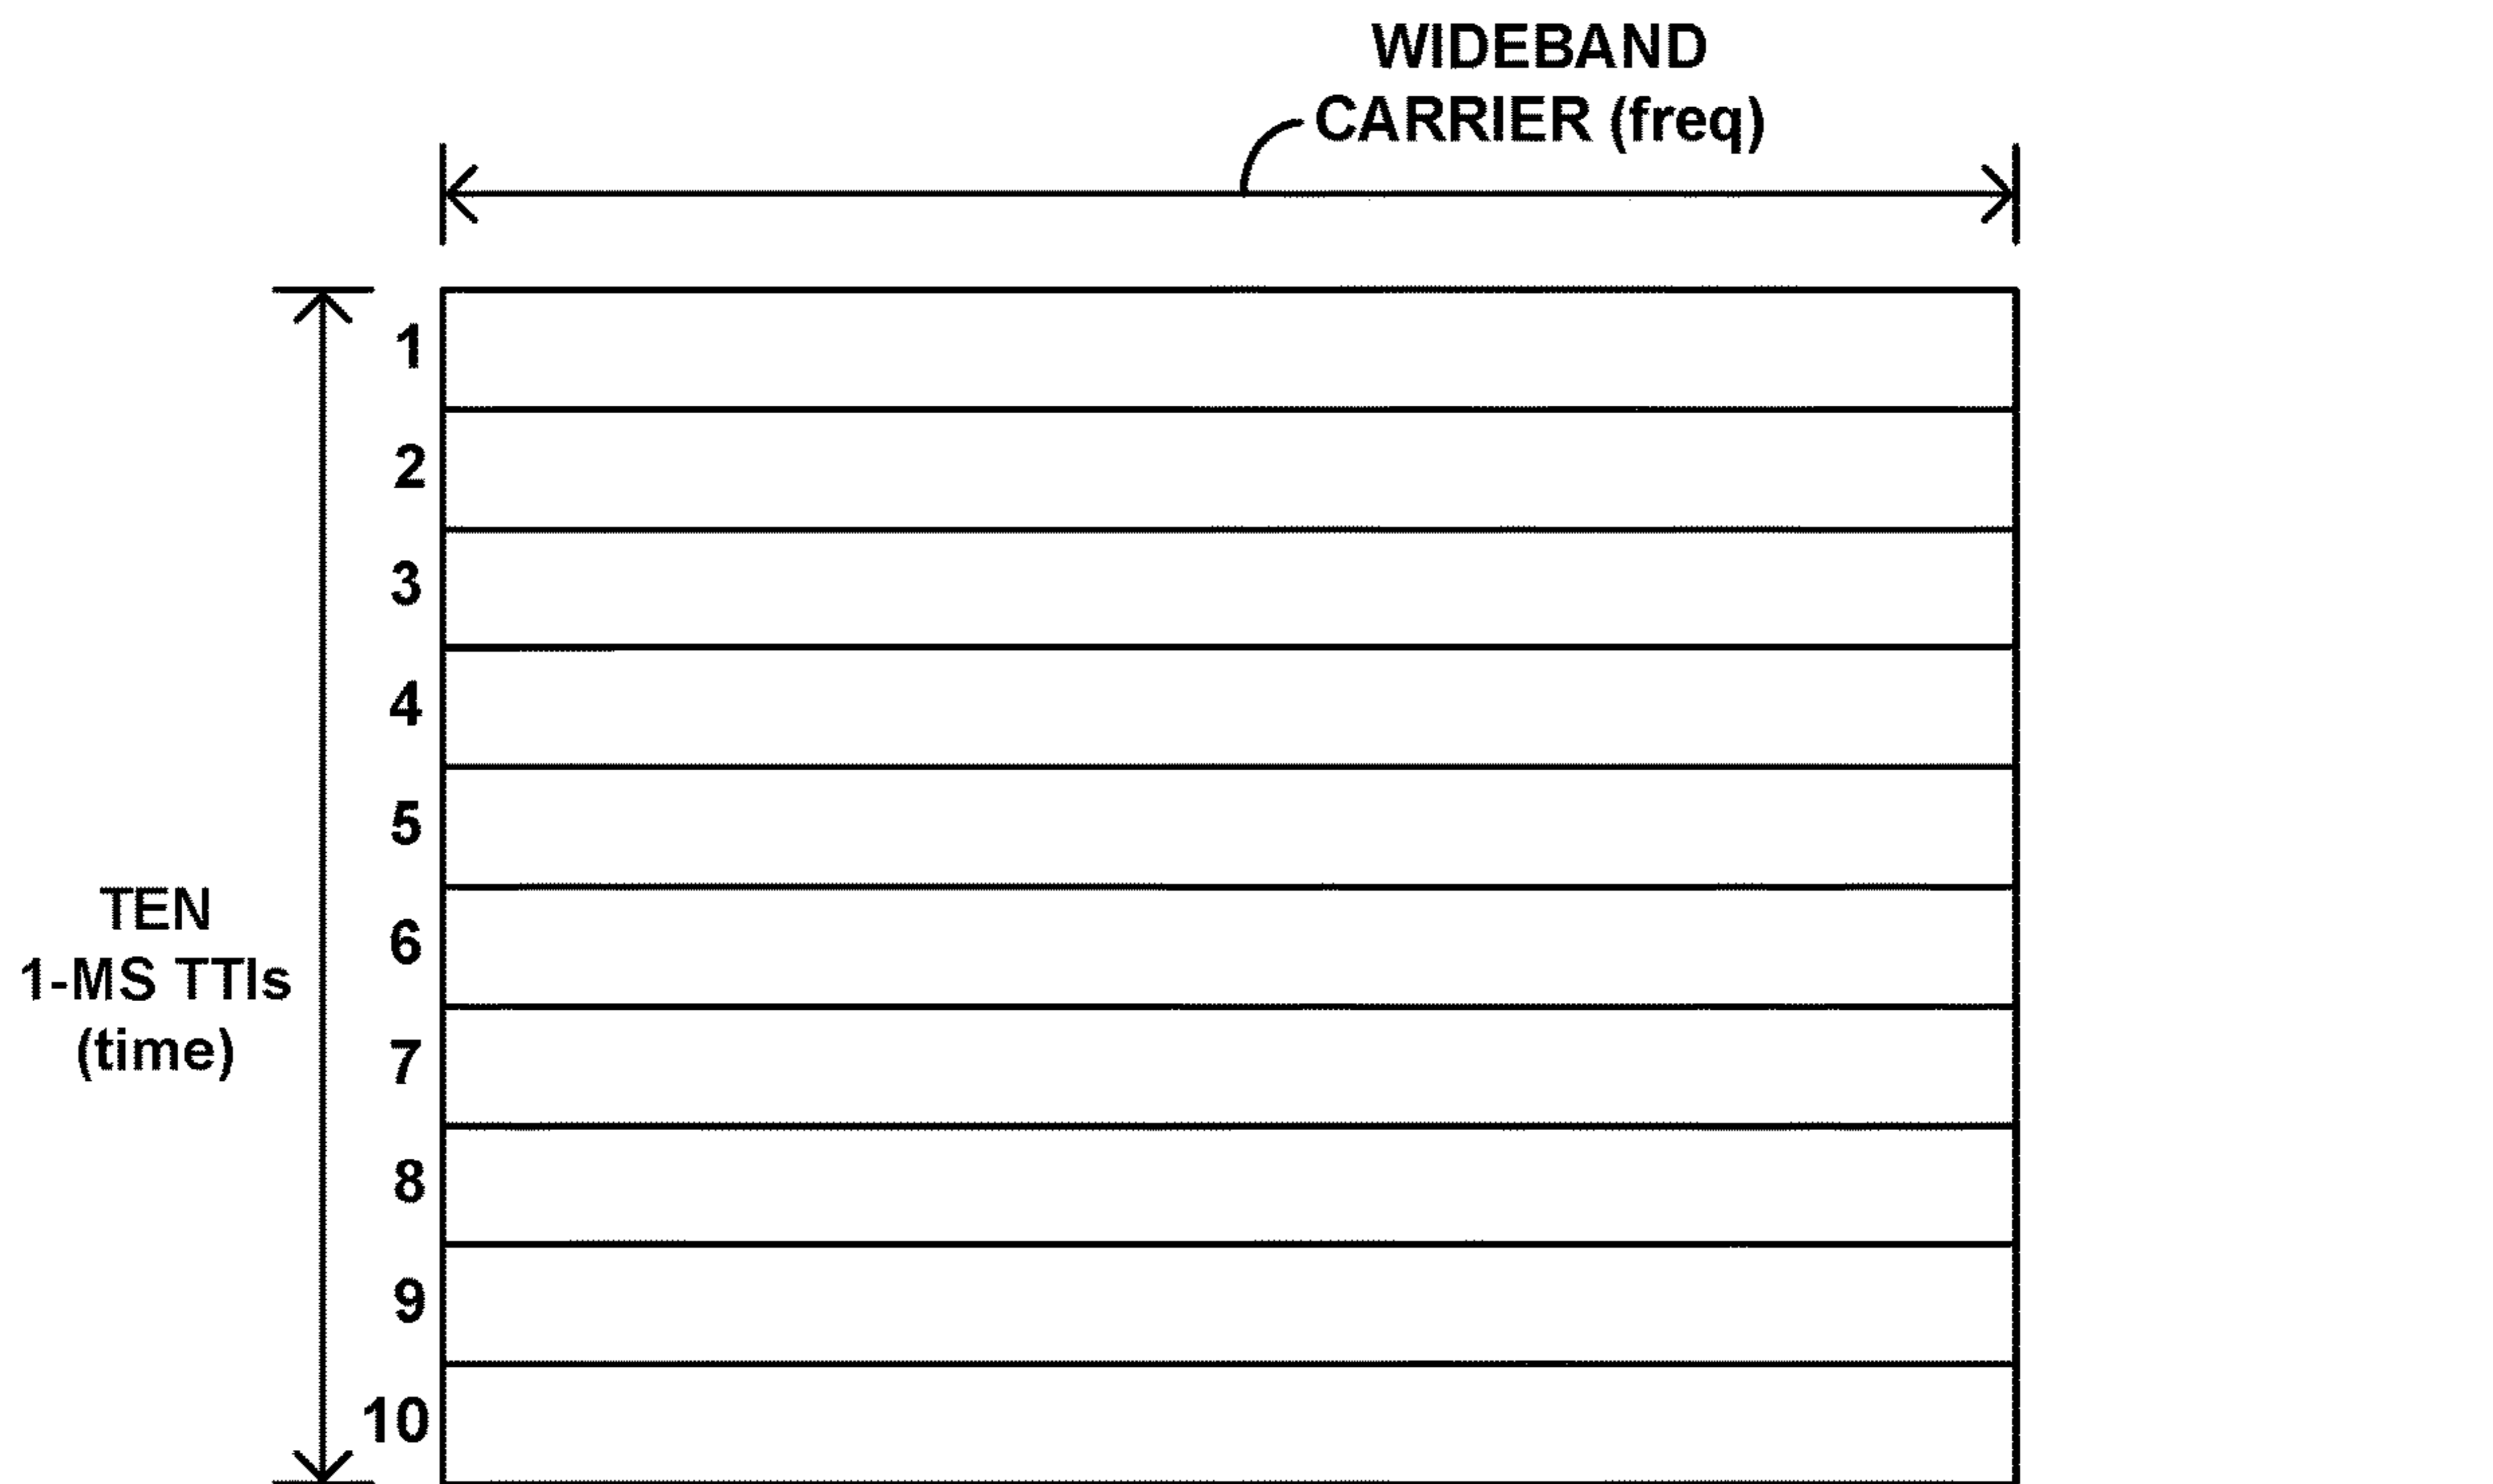 WIDEBAND
CARRIER (freq)
1
2
3
4
5
6
7
8
9
10
TEN
1-MS TTIs
(time)